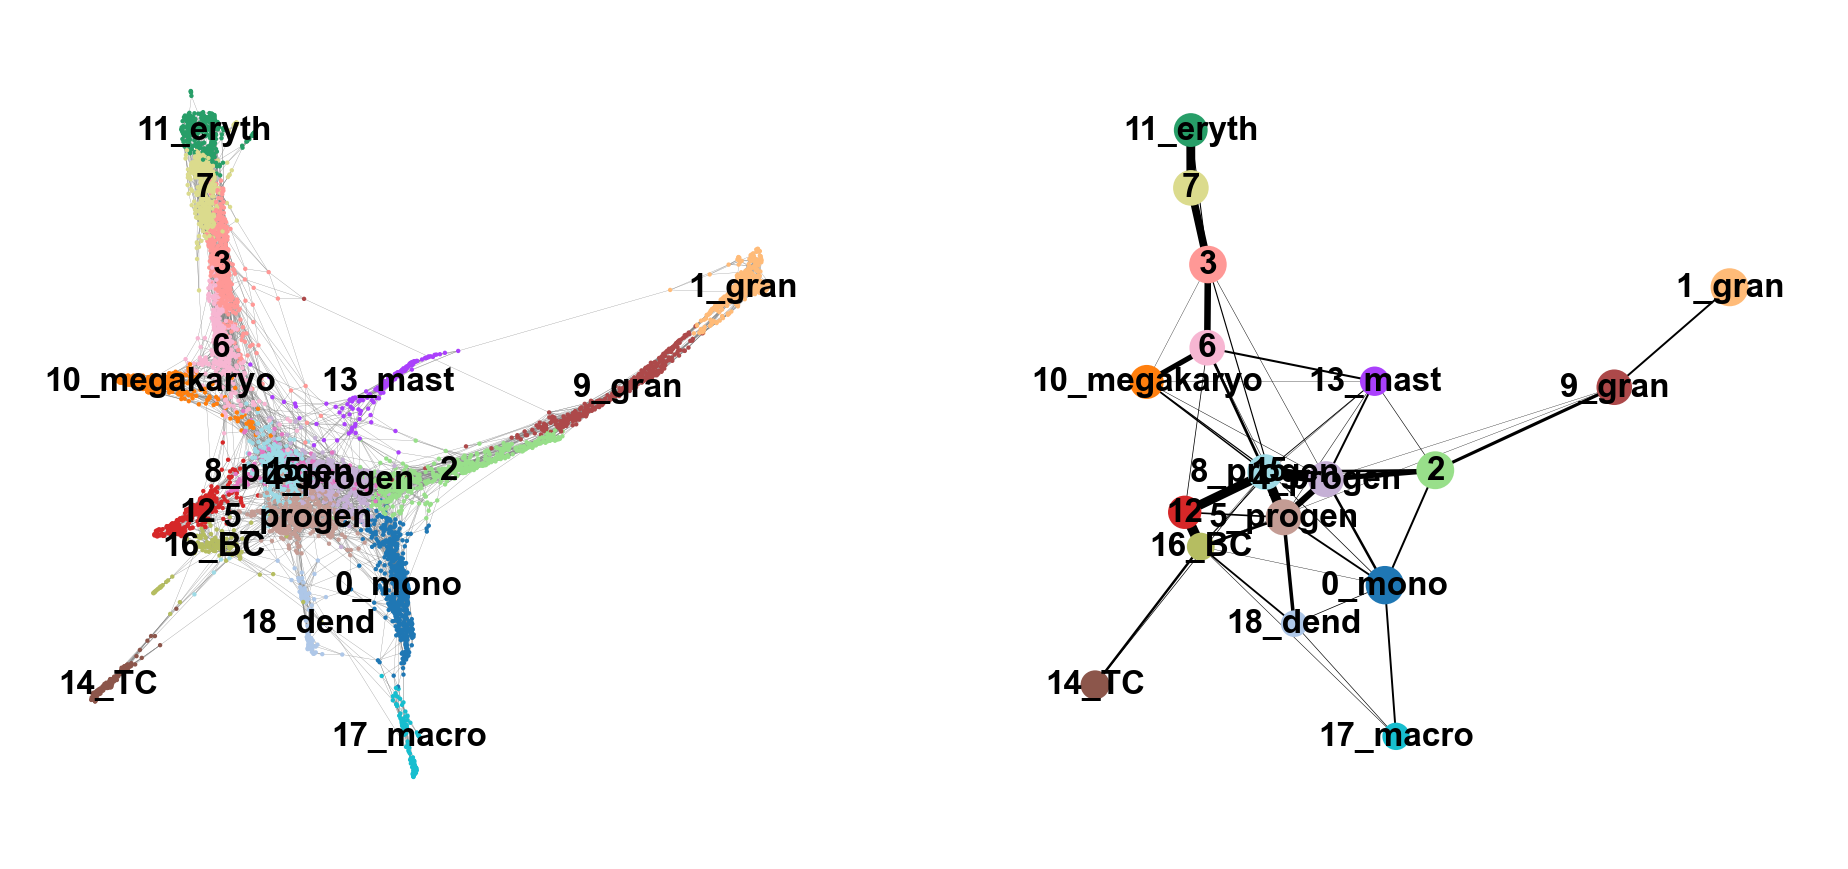 11_eryth
7
3
6
10_megakaryo
13_mast
1_gran
9_gran
2
8_progen
15
4_progen
12
5_progen
16_BC
0_mono
18_dend
14_TC
17_macro
11_eryth
7
3
6
10_megakaryo
13_mast
1_gran
9_gran
2
8_progen
15
4_progen
12
5_progen
16_BC
0_mono
18_dend
14_TC
17_macro